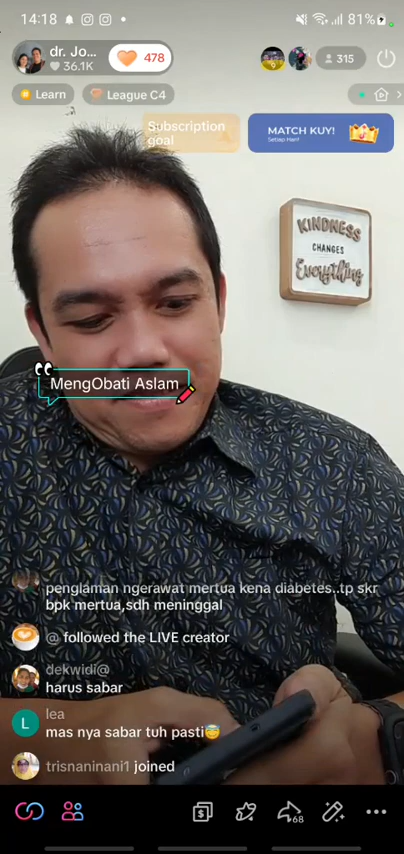 14:18
81%
dr. Jo...
36.1K
478
315
Learn
League C4
Subscription
goal
MATCH KUY!
Setiap Hari!
KINDNESS
CHANGES
Everything
MengObati Aslam
penglaman ngerawat mertua kena diabetes..tp skr
bpk mertua,sdh meninggal
@ followed the LIVE creator
dekwidi@
harus sabar
L
lea
mas nya sabar tuh pasti😇
trisnaninani1 joined
68